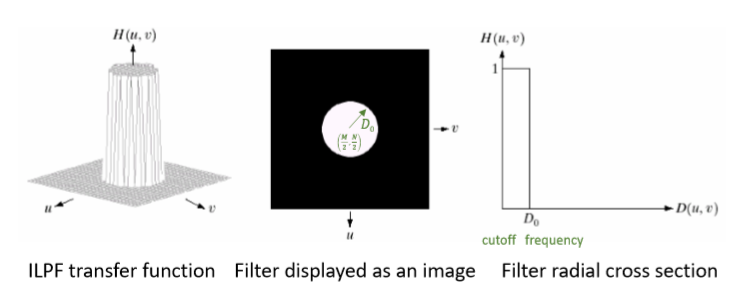 H(u, v)
u
v
D₀
(M/2, N/2)
v
u
H(u, v)
1
D₀
D(u, v)
cutoff frequency
ILPF transfer function
Filter displayed as an image
Filter radial cross section